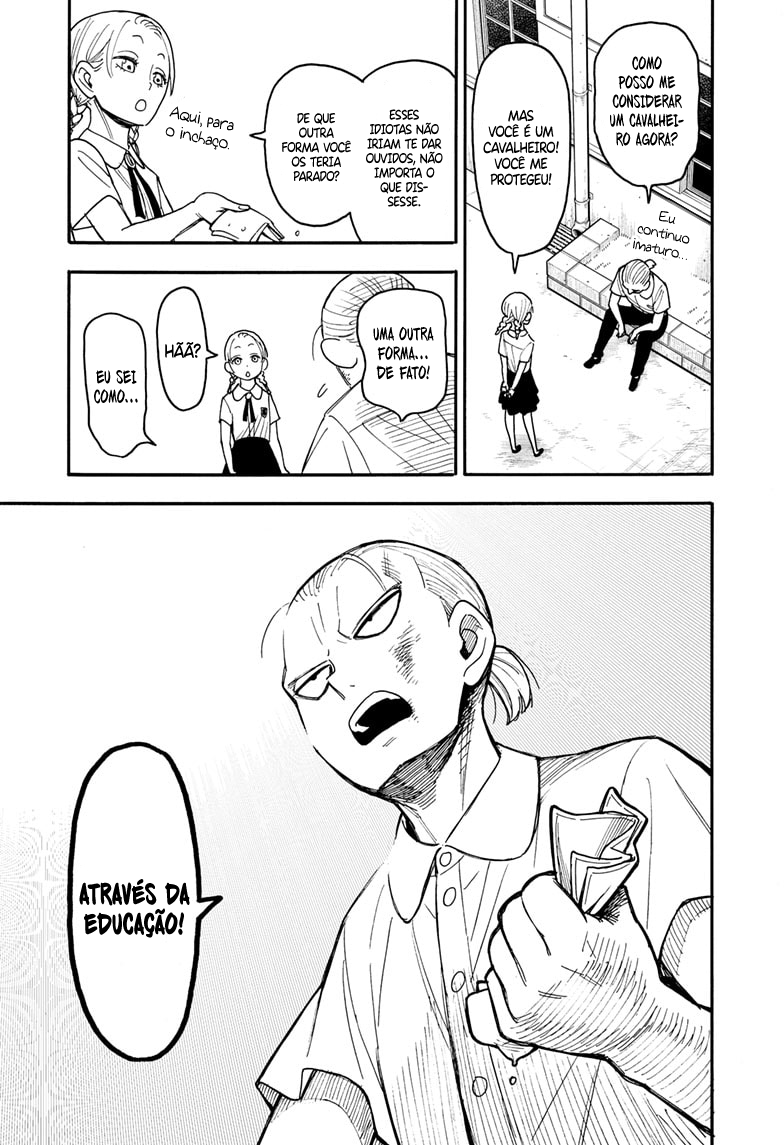 COMO
POSSO ME
CONSIDERAR
UM CAVALHEI-
RO AGORA?
Eu
continuo
imaturo...
MAS
VOCÊ É UM
CAVALHEIRO!
VOCÊ ME
PROTEGEU!
ESSES
IDIOTAS NÃO
IRIAM TE DAR
OUVIDOS, NÃO
IMPORTA O
QUE DIS-
SESSE.
DE QUE
OUTRA
FORMA VOCÊ
OS TERIA
PARADO?
Aqui, para
o inchaço.
UMA OUTRA
FORMA...
DE FATO!
HÃÃ?
EU SEI
COMO...
ATRAVÉS DA
EDUCAÇÃO!